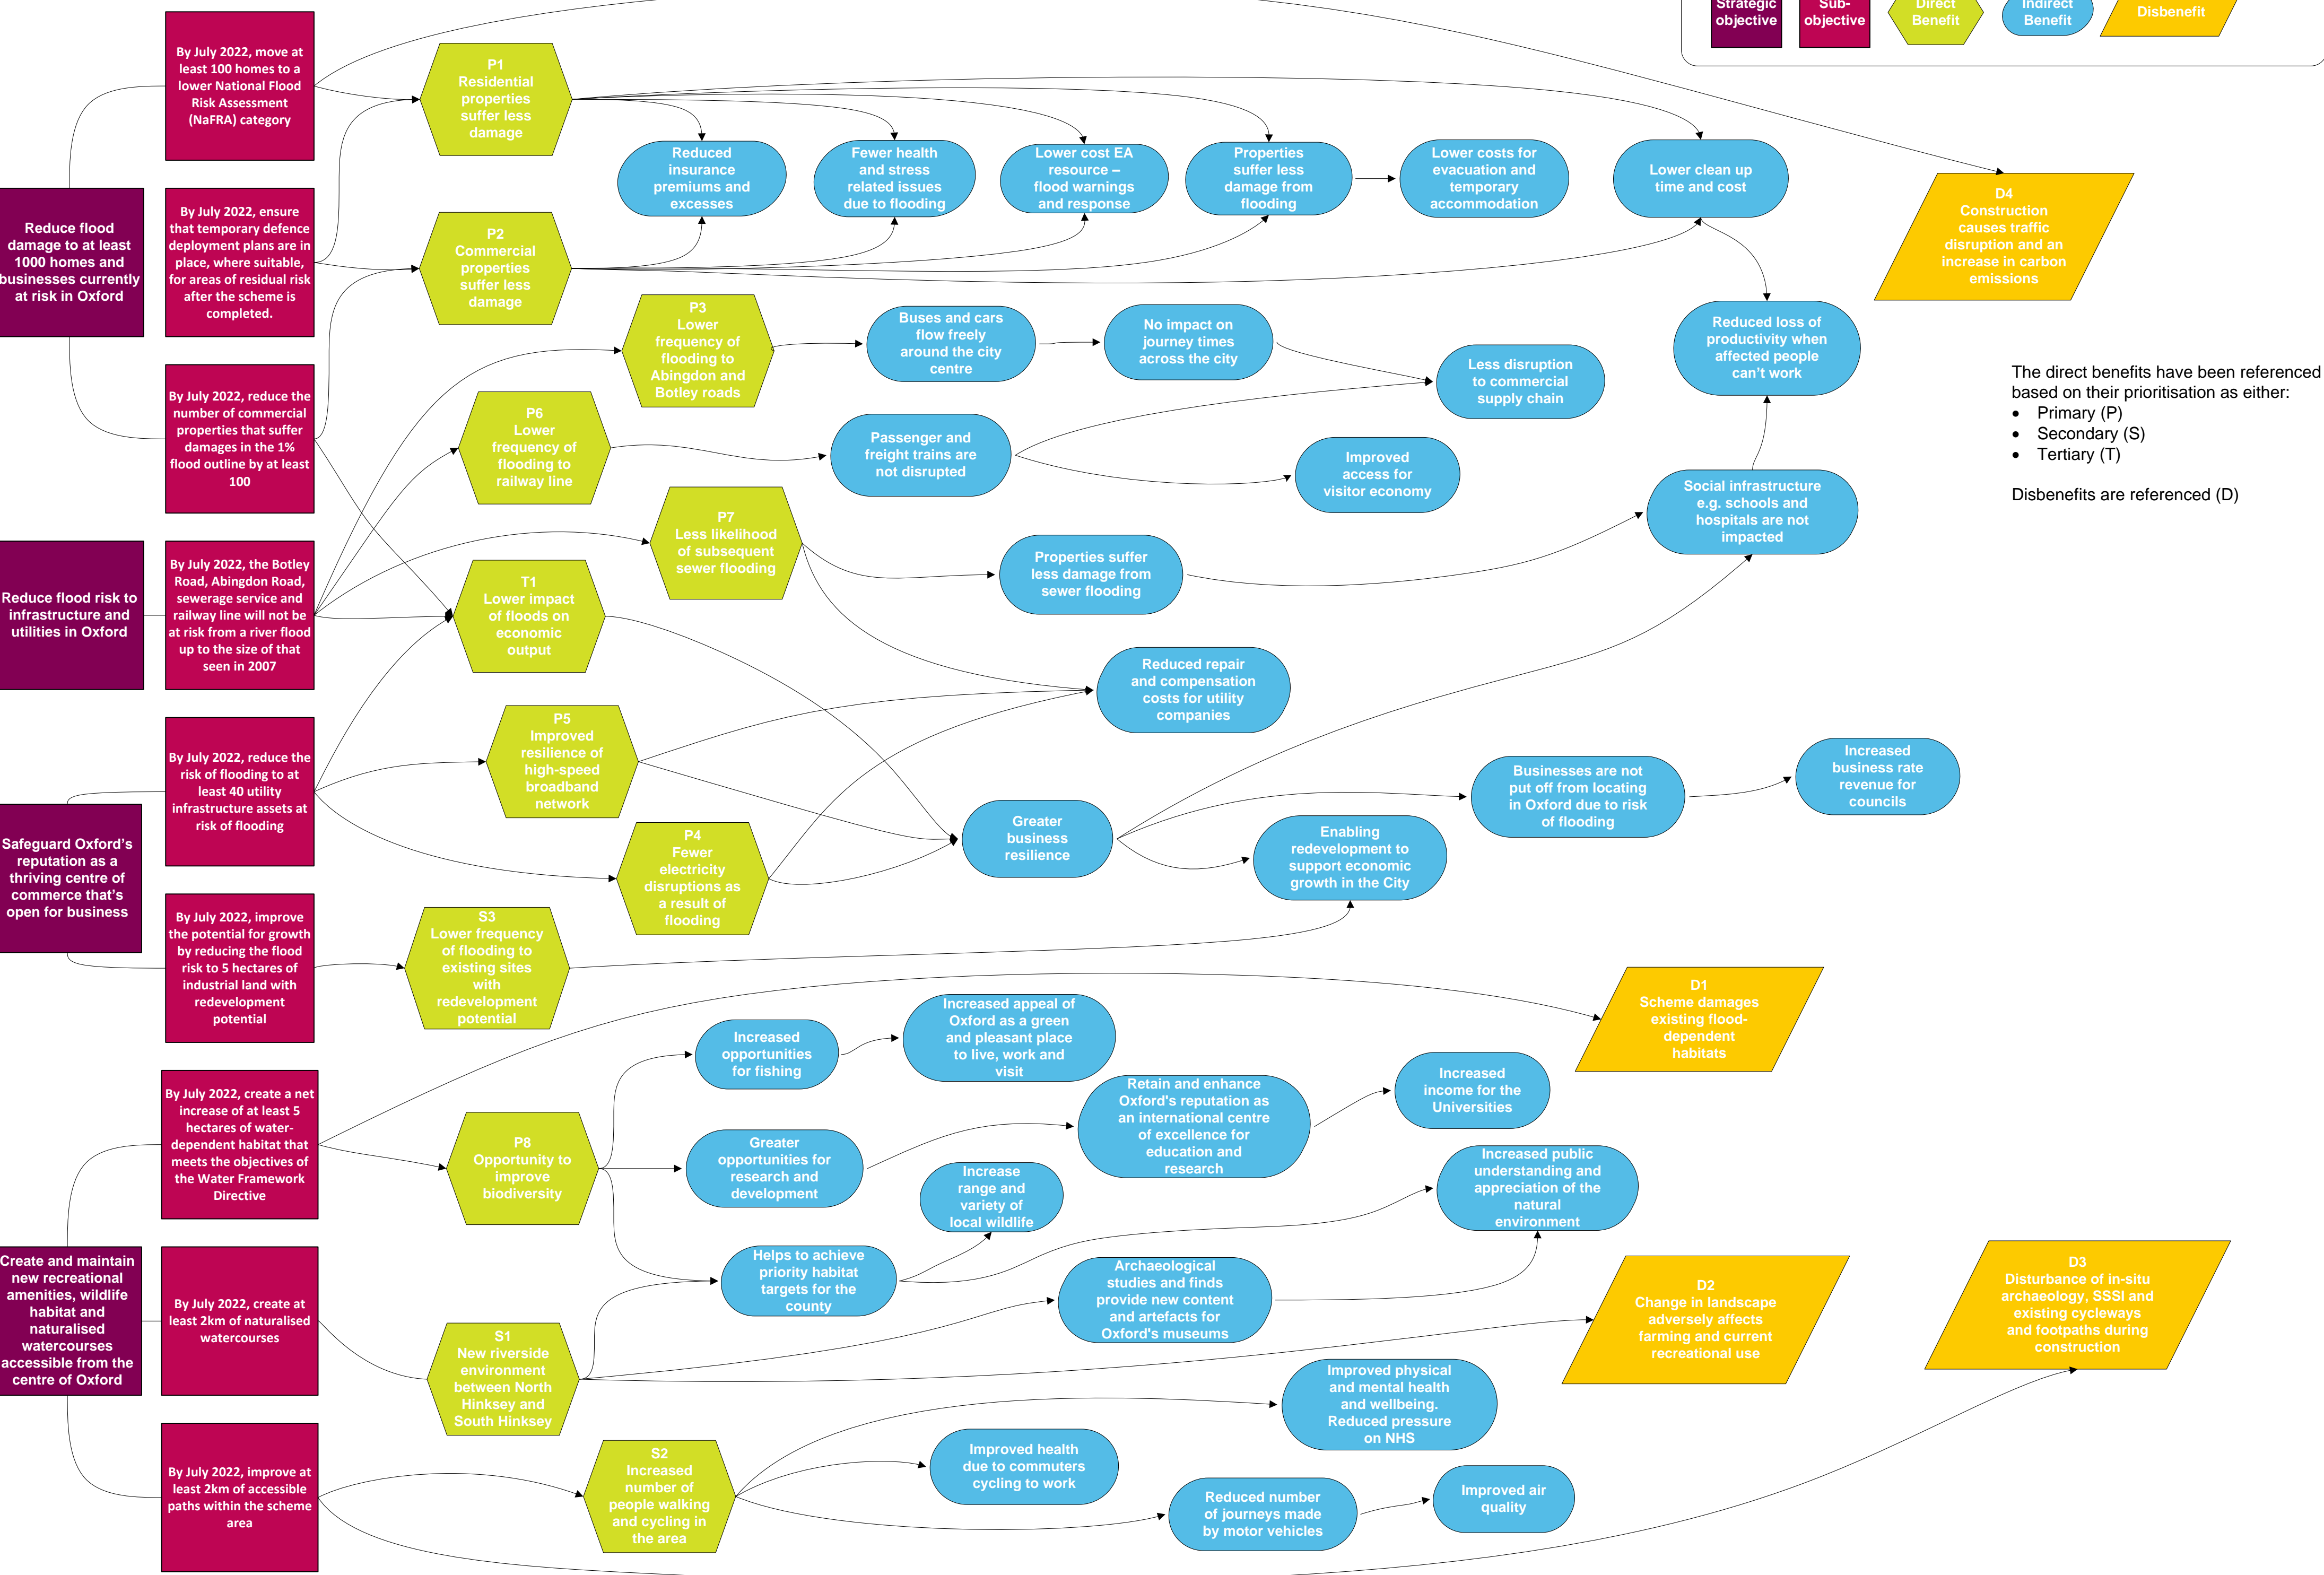 Strategic
objective
Sub-
objective
Direct
Benefit
Indirect
Benefit
Disbenefit
By July 2022, move at
least 100 homes to a
lower National Flood
Risk Assessment
(NaFRA) category
P1
Residential
properties
suffer less
damage
Reduced
insurance
premiums and
excesses
Fewer health
and stress
related issues
due to flooding
Lower cost EA
resource –
flood warnings
and response
Properties
suffer less
damage from
flooding
Lower costs for
evacuation and
temporary
accommodation
Lower clean up
time and cost
D4
Construction
causes traffic
disruption and an
increase in carbon
emissions
Reduce flood
damage to at least
1000 homes and
businesses currently
at risk in Oxford
By July 2022, ensure
that temporary defence
deployment plans are in
place, where suitable,
for areas of residual risk
after the scheme is
completed.
P2
Commercial
properties
suffer less
damage
P3
Lower
frequency of
flooding to
Abingdon and
Botley roads
Buses and cars
flow freely
around the city
centre
No impact on
journey times
across the city
Less disruption
to commercial
supply chain
Reduced loss of
productivity when
affected people
can't work
The direct benefits have been referenced
based on their prioritisation as either:
• Primary (P)
• Secondary (S)
• Tertiary (T)
Disbenefits are referenced (D)
By July 2022, reduce the
number of commercial
properties that suffer
damages in the 1%
flood outline by at least
100
P6
Lower
frequency of
flooding to
railway line
Passenger and
freight trains are
not disrupted
Improved
access for
visitor economy
Social infrastructure
e.g. schools and
hospitals are not
impacted
P7
Less likelihood
of subsequent
sewer flooding
Properties suffer
less damage from
sewer flooding
Reduce flood risk to
infrastructure and
utilities in Oxford
By July 2022, the Botley
Road, Abingdon Road,
sewerage service and
railway line will not be
at risk from a river flood
up to the size of that
seen in 2007
T1
Lower impact
of floods on
economic
output
Reduced repair
and compensation
costs for utility
companies
By July 2022, reduce the
risk of flooding to at
least 40 utility
infrastructure assets at
risk of flooding
P5
Improved
resilience of
high-speed
broadband
network
Businesses are not
put off from locating
in Oxford due to risk
of flooding
Increased
business rate
revenue for
councils
Safeguard Oxford's
reputation as a
thriving centre of
commerce that's
open for business
P4
Fewer
electricity
disruptions as
a result of
flooding
Greater
business
resilience
Enabling
redevelopment to
support economic
growth in the City
By July 2022, improve
the potential for growth
by reducing the flood
risk to 5 hectares of
industrial land with
redevelopment
potential
S3
Lower frequency
of flooding to
existing sites
with
redevelopment
potential
D1
Scheme damages
existing flood-
dependent
habitats
Increased
opportunities
for fishing
Increased appeal of
Oxford as a green
and pleasant place
to live, work and
visit
By July 2022, create a net
increase of at least 5
hectares of water-
dependent habitat that
meets the objectives of
the Water Framework
Directive
P8
Opportunity to
improve
biodiversity
Greater
opportunities for
research and
development
Retain and enhance
Oxford's reputation as
an international centre
of excellence for
education and
research
Increased
income for the
Universities
Increase
range and
variety of
local wildlife
Increased public
understanding and
appreciation of the
natural
environment
Create and maintain
new recreational
amenities, wildlife
habitat and
naturalised
watercourses
accessible from the
centre of Oxford
By July 2022, create at
least 2km of naturalised
watercourses
Helps to achieve
priority habitat
targets for the
county
Archaeological
studies and finds
provide new content
and artefacts for
Oxford's museums
D2
Change in landscape
adversely affects
farming and current
recreational use
D3
Disturbance of in-situ
archaeology, SSSI and
existing cycleways
and footpaths during
construction
S1
New riverside
environment
between North
Hinksey and
South Hinksey
Improved physical
and mental health
and wellbeing.
Reduced pressure
on NHS
By July 2022, improve at
least 2km of accessible
paths within the scheme
area
S2
Increased
number of
people walking
and cycling in
the area
Improved health
due to commuters
cycling to work
Reduced number
of journeys made
by motor vehicles
Improved air
quality